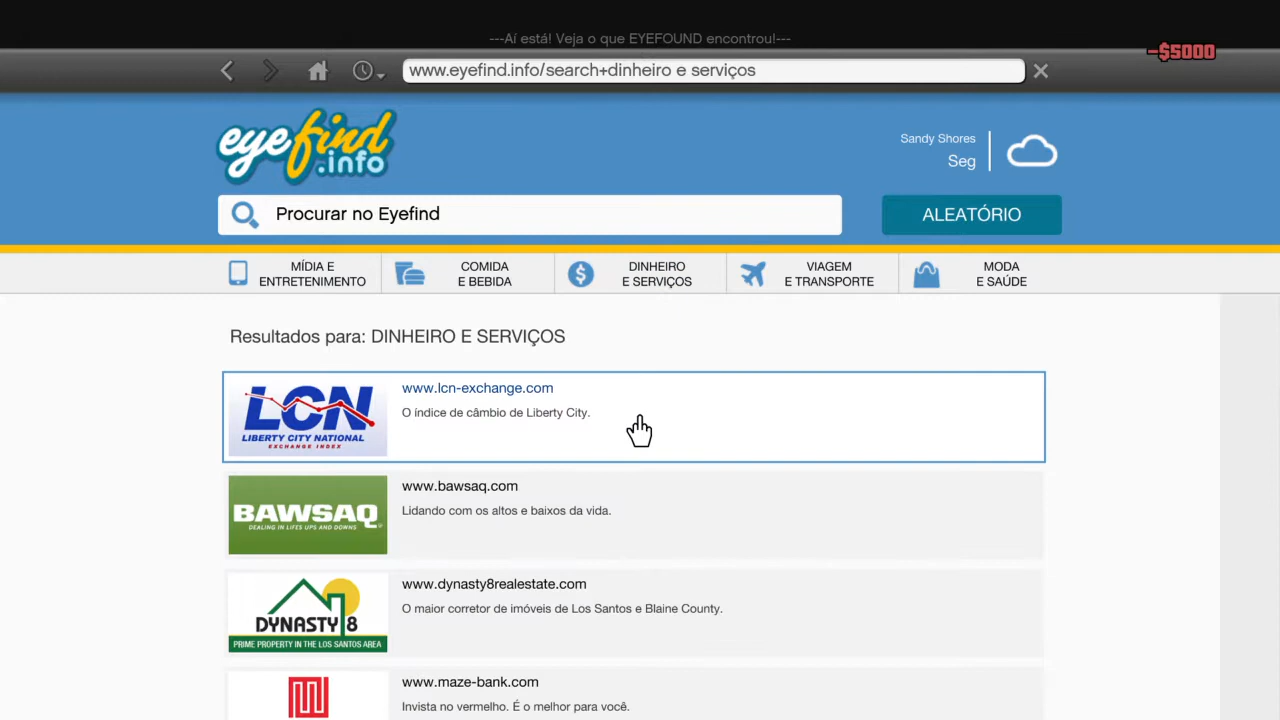 ---Aí está! Veja o que EYEFOUND encontrou!---
-$5000
www.eyefind.info/search+dinheiro e serviços
eyefind
.info
Sandy Shores
Seg
Procurar no Eyefind
ALEATÓRIO
MÍDIA E
ENTRETENIMENTO
COMIDA
E BEBIDA
DINHEIRO
E SERVIÇOS
VIAGEM
E TRANSPORTE
MODA
E SAÚDE
Resultados para: DINHEIRO E SERVIÇOS
LCN
LIBERTY CITY NATIONAL
EXCHANGE INDEX
www.lcn-exchange.com
O índice de câmbio de Liberty City.
BAWSAQ
DEALING IN LIFES UPS AND DOWNS
www.bawsaq.com
Lidando com os altos e baixos da vida.
DYNASTY 8
PRIME PROPERTY IN THE LOS SANTOS AREA
www.dynasty8realestate.com
O maior corretor de imóveis de Los Santos e Blaine County.
www.maze-bank.com
Invista no vermelho. É o melhor para você.